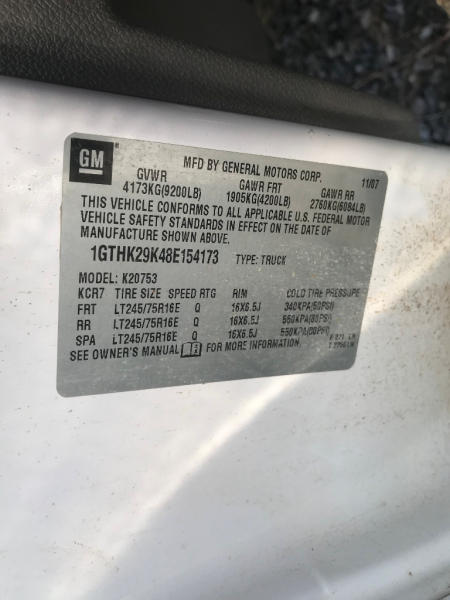 GM
MFD BY GENERAL MOTORS CORP. 11/07
GVWR GAWR FRT GAWR RR
4173KG(9200LB) 1905KG(4200LB) 2760KG(6084LB)
THIS VEHICLE CONFORMS TO ALL APPLICABLE U.S. FEDERAL MOTOR
VEHICLE SAFETY STANDARDS IN EFFECT ON THE DATE OF
MANUFACTURE SHOWN ABOVE.
1GTHK29K48E154173 TYPE: TRUCK
MODEL: K20753
KCR7 TIRE SIZE SPEED RTG RIM COLD TIRE PRESSURE
FRT LT245/75R16E Q 16X6.5J 340KPA(50PSI)
RR LT245/75R16E Q 16X6.5J 550KPA(80PSI)
SPA LT245/75R16E Q 16X6.5J 550KPA(80PSI)
SEE OWNER'S MANUAL FOR MORE INFORMATION.